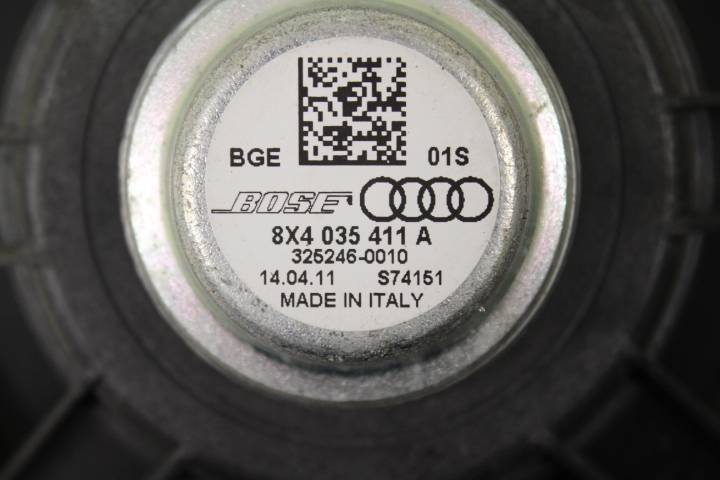 BGE 01S
BOSE
8X4 035 411 A
325246-0010
14.04.11 S74151
MADE IN ITALY